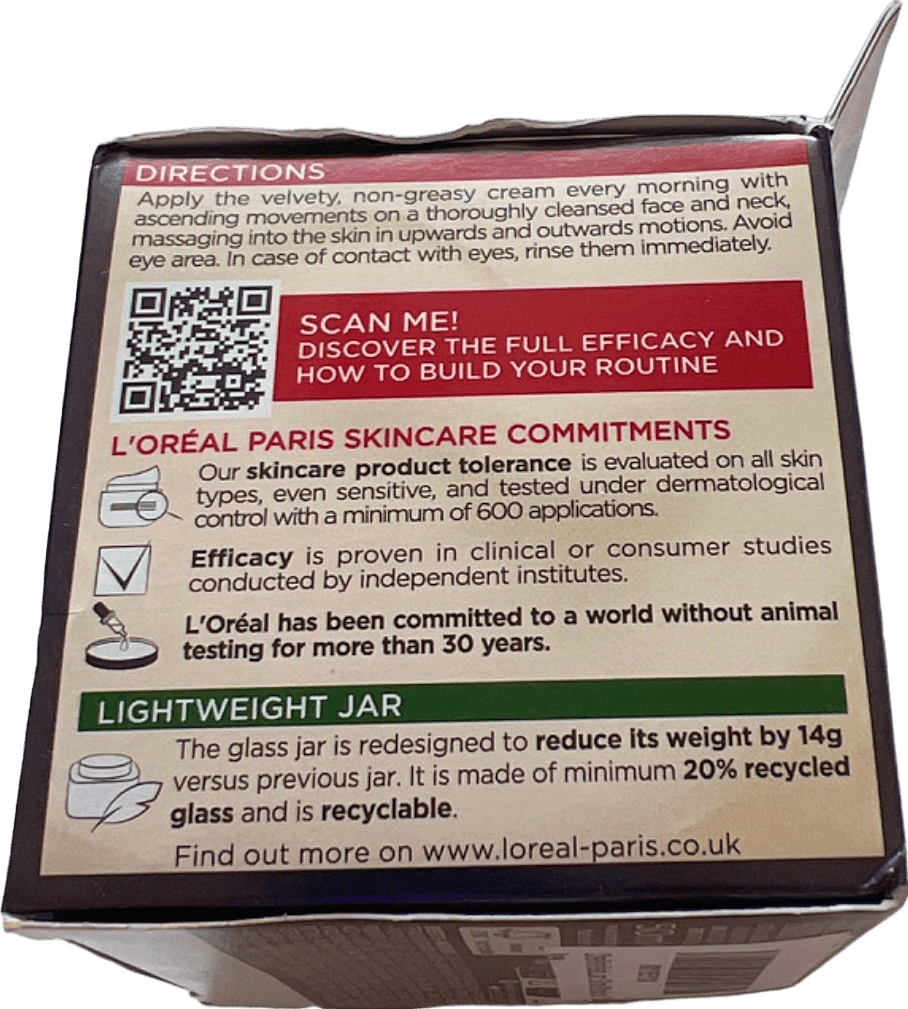 DIRECTIONS
Apply the velvety, non-greasy cream every morning with
ascending movements on a thoroughly cleansed face and neck,
massaging into the skin in upwards and outwards motions. Avoid
eye area. In case of contact with eyes, rinse them immediately.
SCAN ME!
DISCOVER THE FULL EFFICACY AND
HOW TO BUILD YOUR ROUTINE
L'ORÉAL PARIS SKINCARE COMMITMENTS
Our skincare product tolerance is evaluated on all skin
types, even sensitive, and tested under dermatological
control with a minimum of 600 applications.
Efficacy is proven in clinical or consumer studies
conducted by independent institutes.
L'Oréal has been committed to a world without animal
testing for more than 30 years.
LIGHTWEIGHT JAR
The glass jar is redesigned to reduce its weight by 14g
versus previous jar. It is made of minimum 20% recycled
glass and is recyclable.
Find out more on www.loreal-paris.co.uk